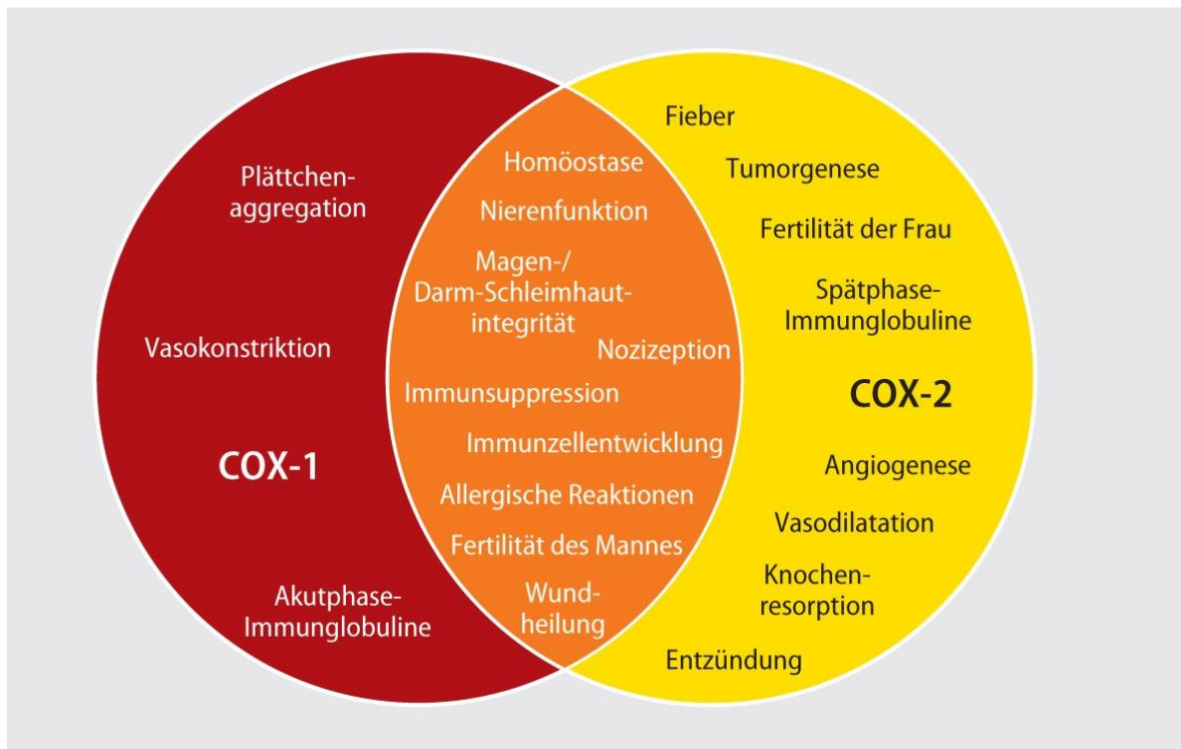 Plättchen-
aggregation
Vasokonstriktion
COX-1
Akutphase-
Immunglobuline
Homöostase
Nierenfunktion
Magen-/
Darm-Schleimhaut-
integrität
Nozizeption
Immunsuppression
Immunzellentwicklung
Allergische Reaktionen
Fertilität des Mannes
Wund-
heilung
Fieber
Tumorgenese
Fertilität der Frau
Spätphase-
Immunglobuline
COX-2
Angiogenese
Vasodilatation
Knochen-
resorption
Entzündung